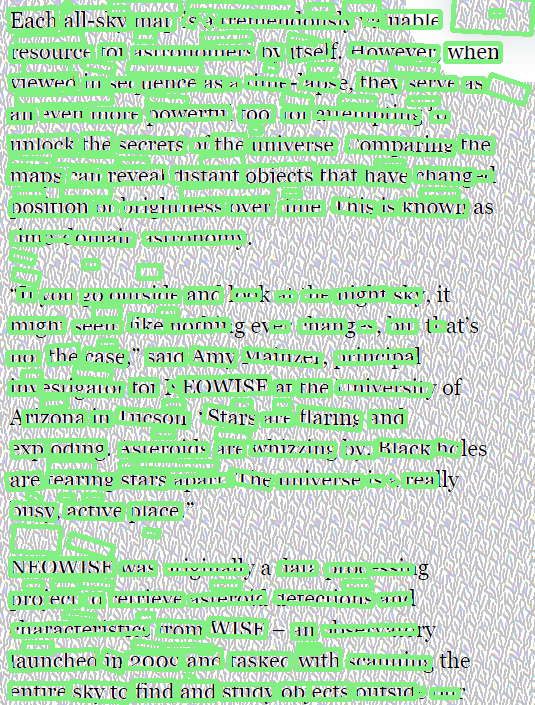 Each all-sky map is a tremendously valuable
resource for astronomers by itself. However, when
viewed in sequence as a time-lapse, they serve as
an even more powerful tool for attempting to
unlock the secrets of the universe. Comparing the
maps can reveal distant objects that have changed
position or brightness over time. This is known as
time-domain astronomy.
“If you go outside and look at the night sky, it
might seem like nothing ever changes, but that’s
not the case,” said Amy Mainzer, principal
investigator for NEOWISE at the University of
Arizona in Tucson. “Stars are flaring and
exploding. Asteroids are whizzing by. Black holes
are tearing stars apart. The universe is a really
busy, active place.”
NEOWISE was originally a data processing
project to retrieve asteroid detections and
characteristics from WISE – an observatory
launched in 2009 and tasked with scanning the
entire sky to find and study objects outside our